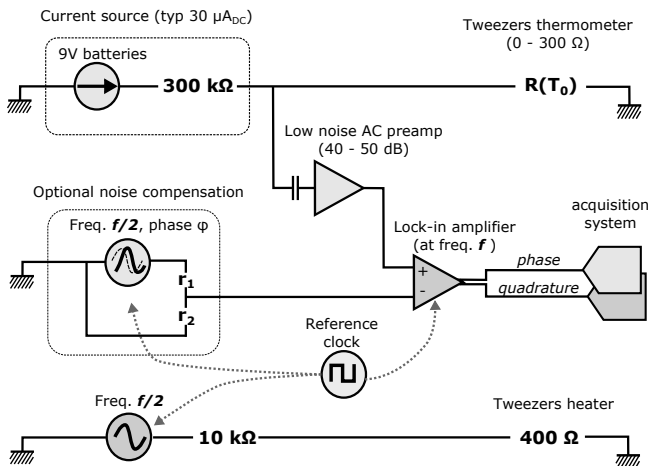 Current source (typ 30 µADC)
Tweezers thermometer
(0 - 300 Ω)
9V batteries
300 kΩ
R(T0)
Low noise AC preamp
(40 - 50 dB)
Optional noise compensation
Freq. f/2, phase φ
r1
r2
Lock-in amplifier
(at freq. f )
+
-
acquisition
system
phase
quadrature
Reference
clock
Freq. f/2
10 kΩ
Tweezers heater
400 Ω